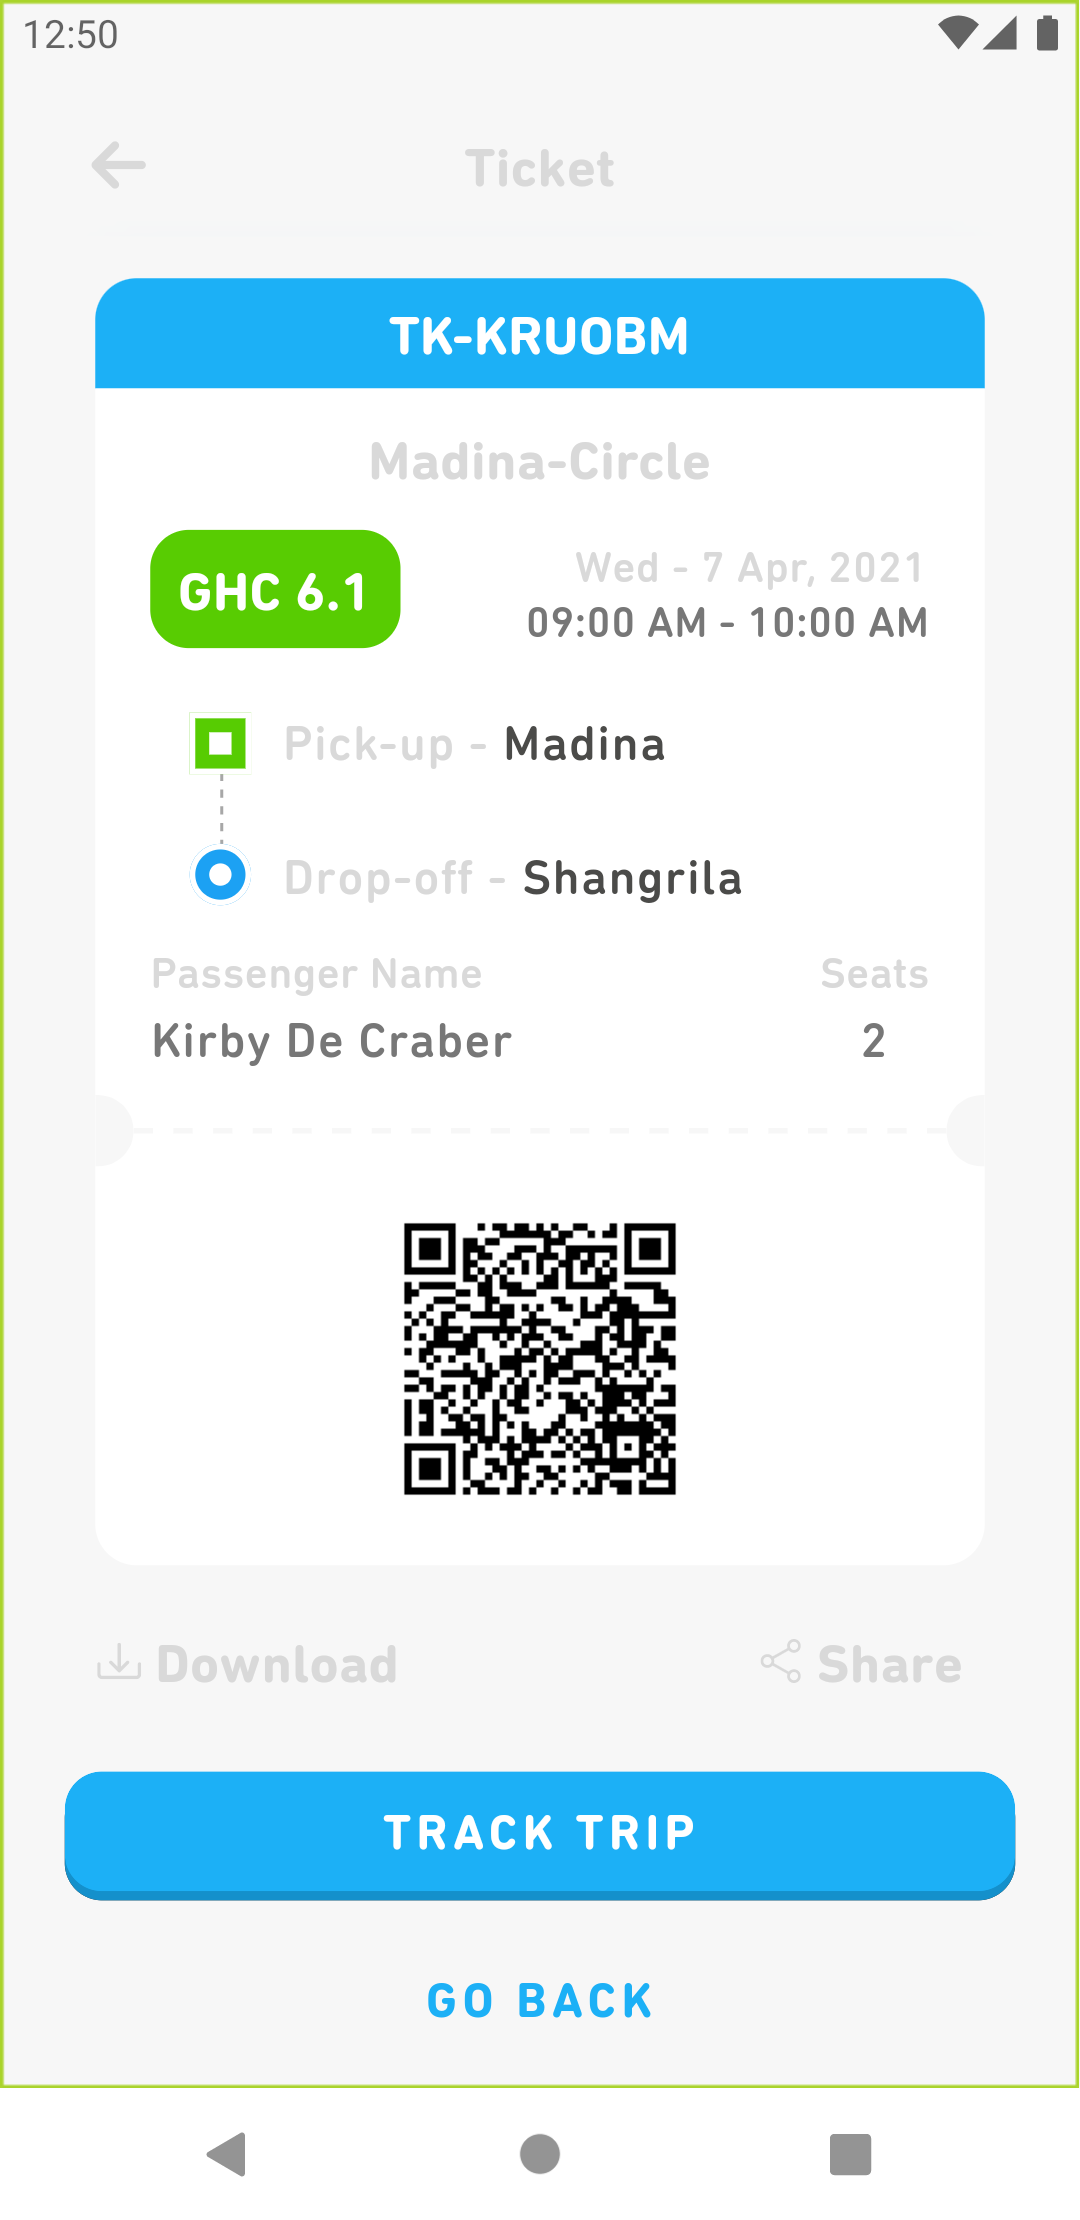 12:50
Ticket
TK-KRUOBM
Madina-Circle
GHC 6.1
Wed - 7 Apr, 2021
09:00 AM - 10:00 AM
Pick-up - Madina
Drop-off - Shangrila
Passenger Name
Seats
Kirby De Craber
2
Download
Share
TRACK TRIP
GO BACK